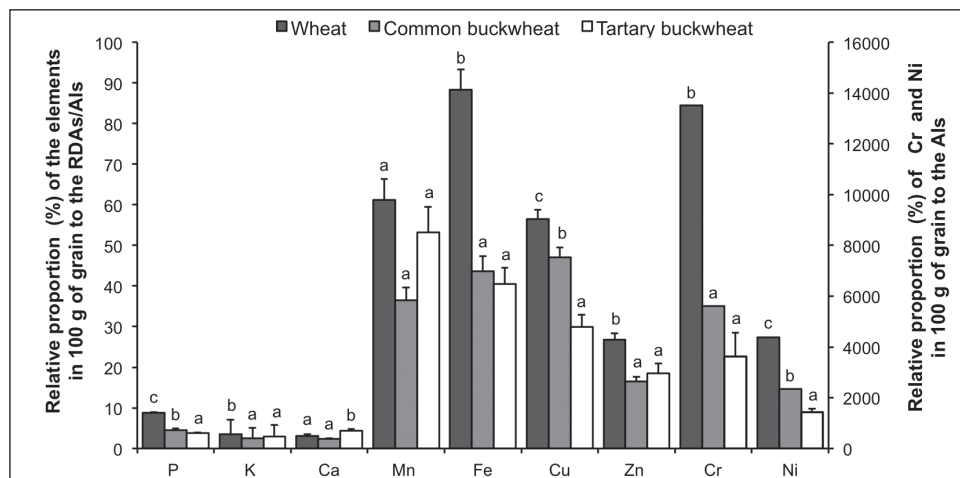 Wheat Common buckwheat Tartary buckwheat
Relative proportion (%) of the elements
in 100 g of grain to the RDAs/AIs
100
90
80
70
60
50
40
30
20
10
0
c b a
b a a
a a b
a a a
b a a
c b a
b a a
b a a
c b a
P K Ca Mn Fe Cu Zn Cr Ni
16000
14000
12000
10000
8000
6000
4000
2000
0
Relative proportion (%) of Cr and Ni
in 100 g of grain to the AIs